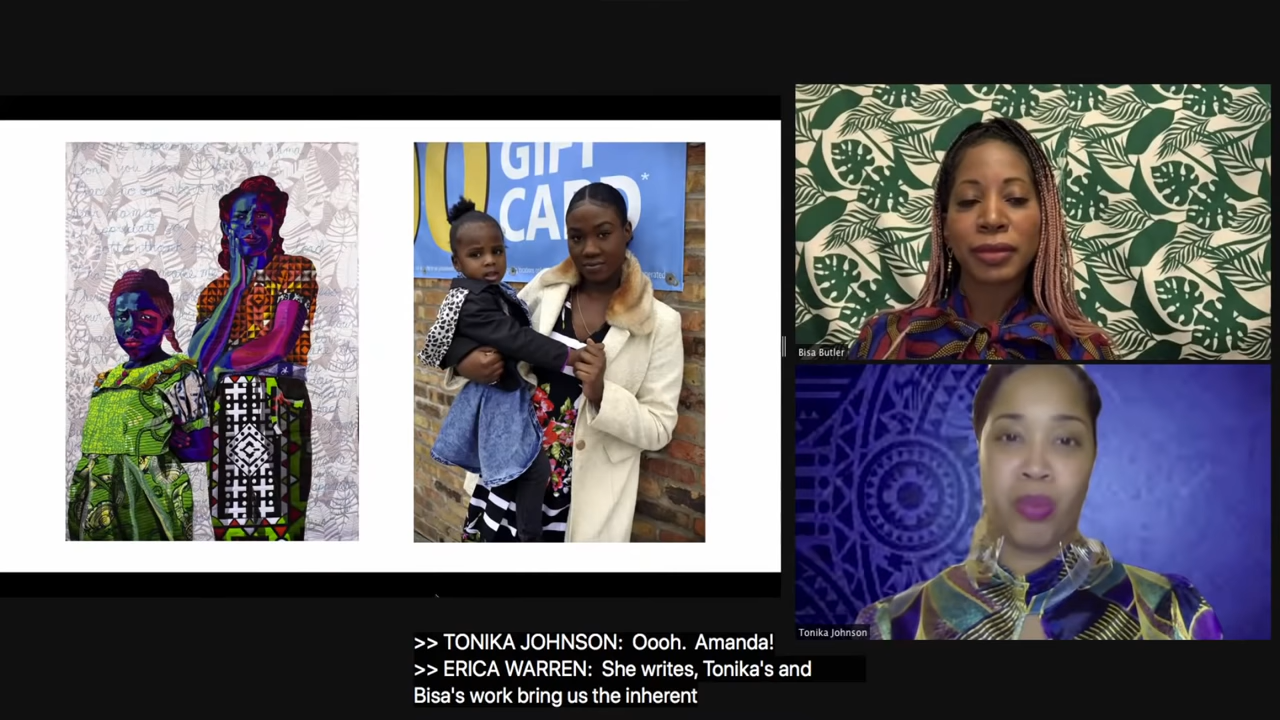 GIFT
CARD*
Bisa Butler
Tonika Johnson
>> TONIKA JOHNSON: Oooh. Amanda!
>> ERICA WARREN: She writes, Tonika's and
Bisa's work bring us the inherent